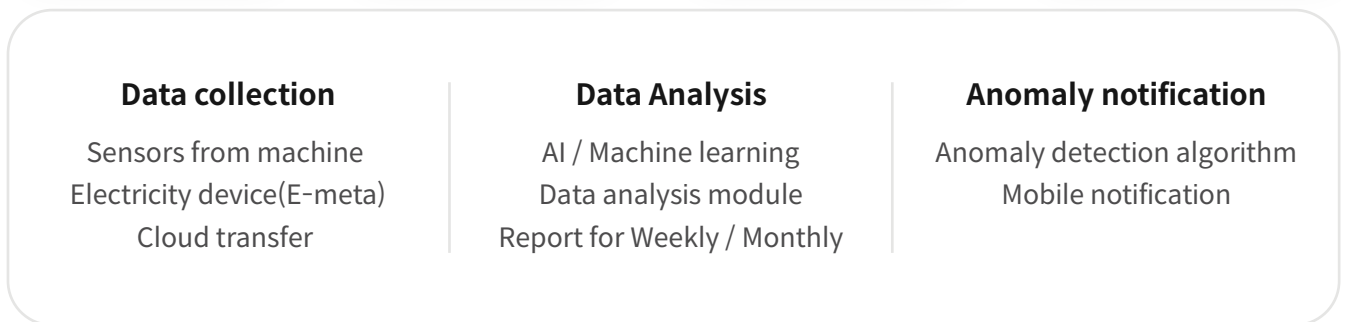 Data collection
Sensors from machine
Electricity device(E-meta)
Cloud transfer
Data Analysis
AI / Machine learning
Data analysis module
Report for Weekly / Monthly
Anomaly notification
Anomaly detection algorithm
Mobile notification